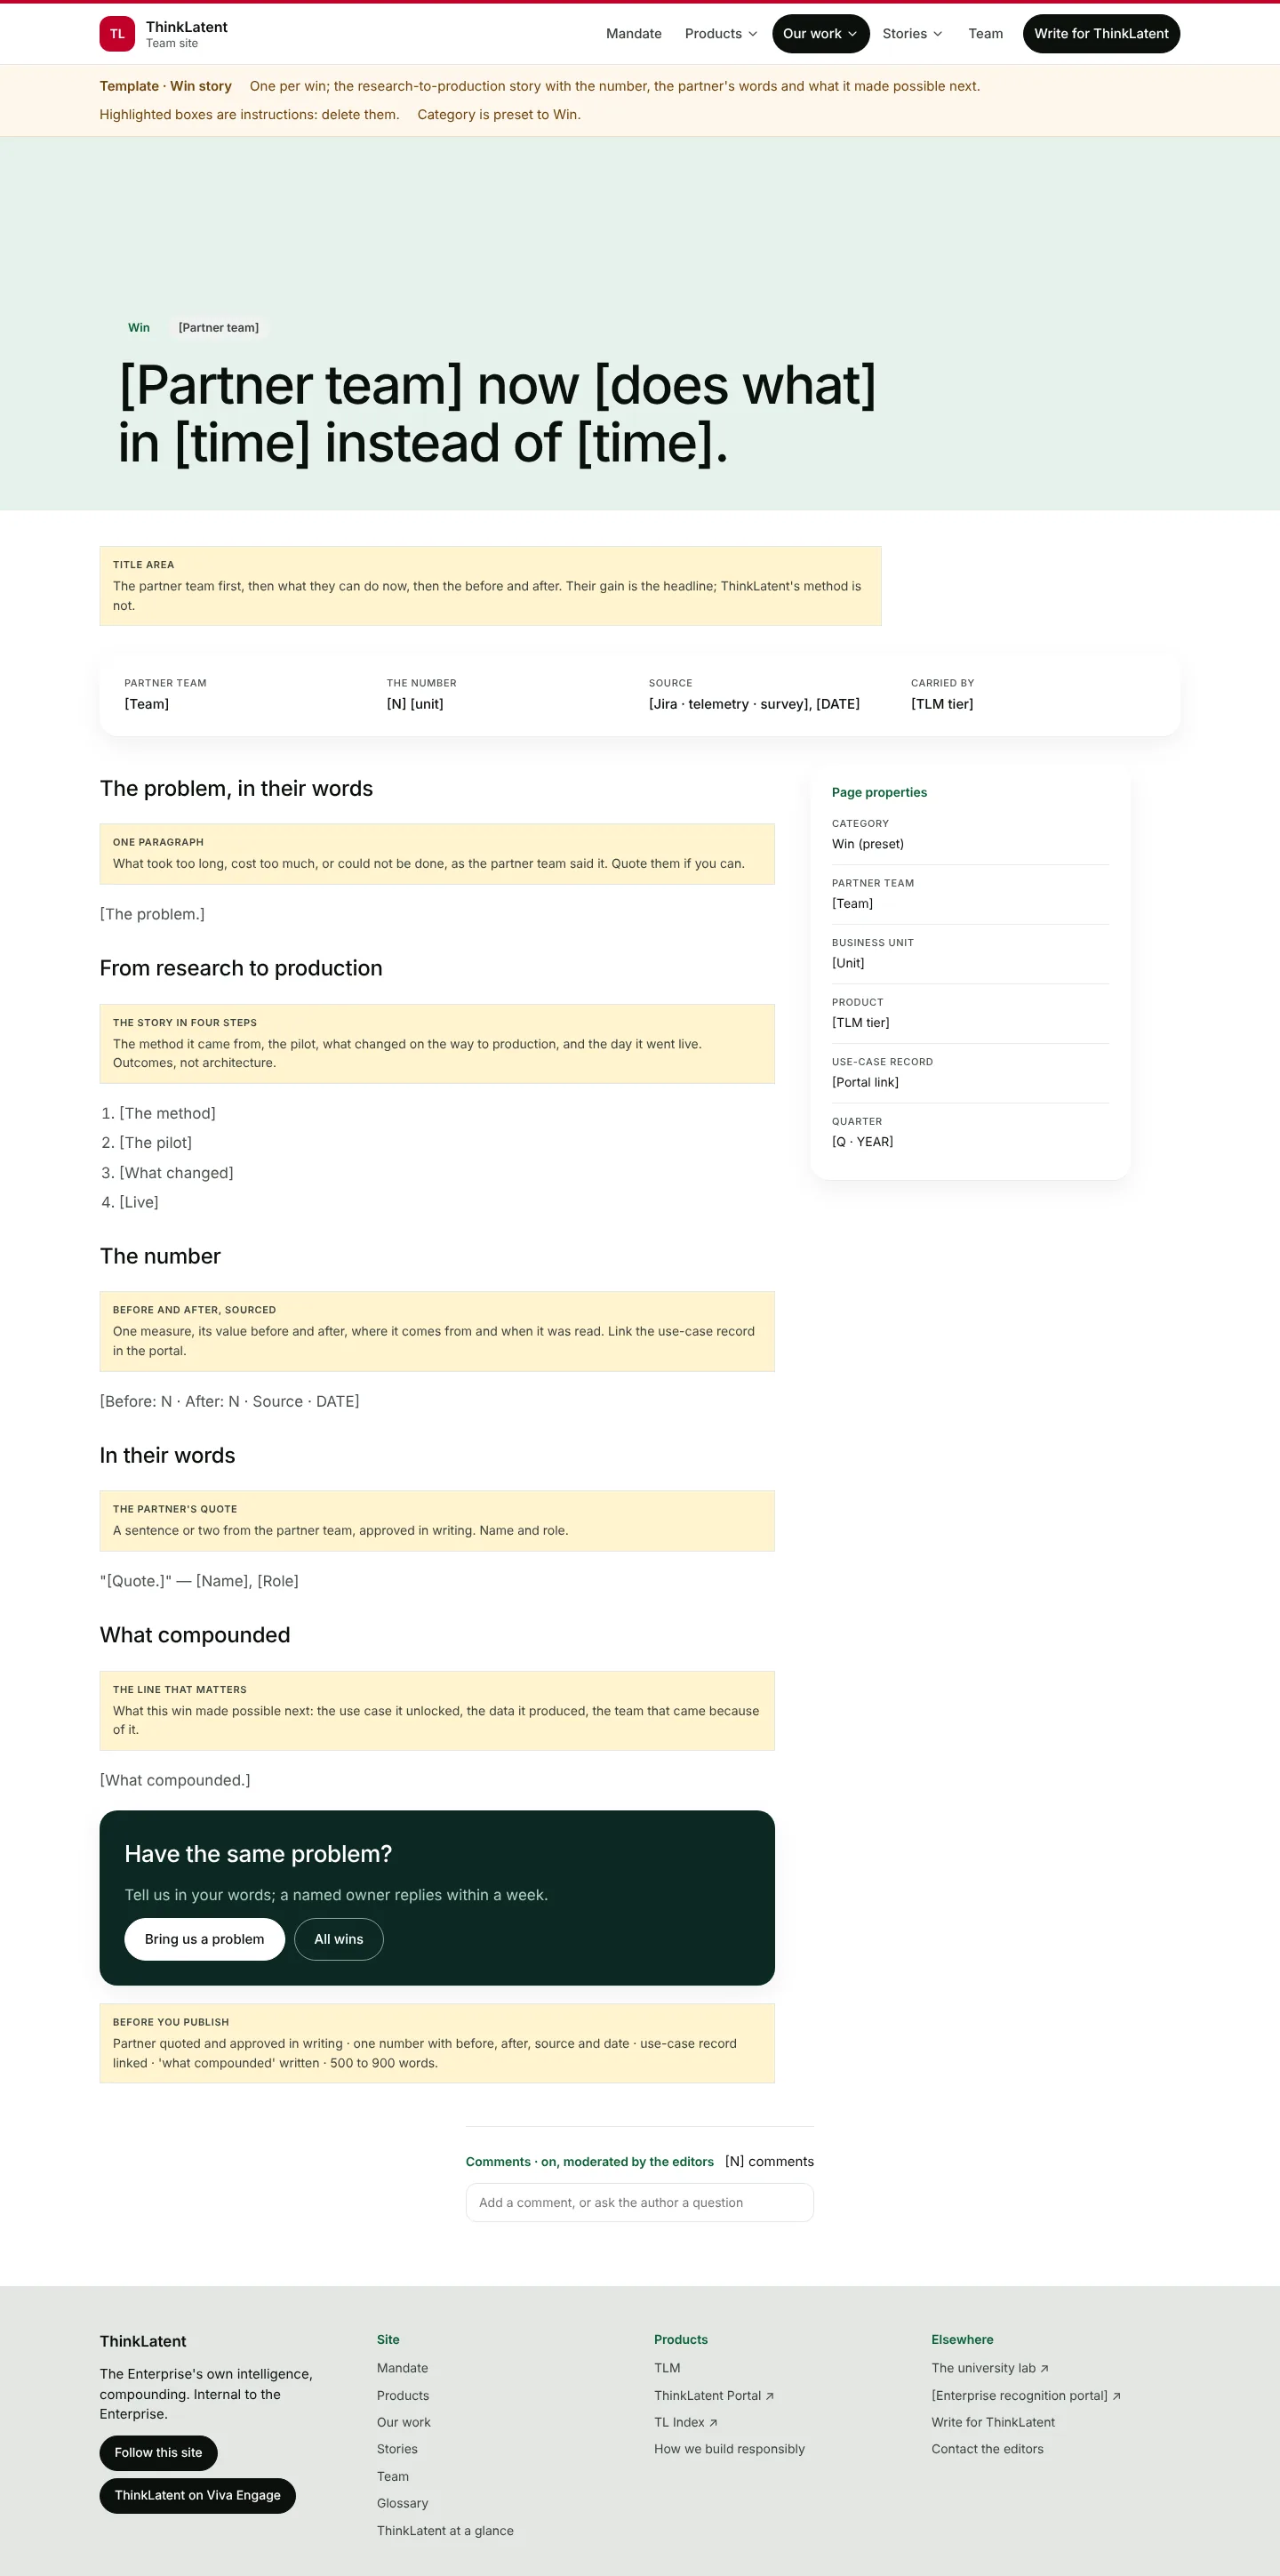 TL
ThinkLatent
Team site
Mandate
Products
Our work
Stories
Team
Write for ThinkLatent
Template · Win story One per win; the research-to-production story with the number, the partner's words and what it made possible next.
Highlighted boxes are instructions: delete them. Category is preset to Win.
Win
[Partner team]
[Partner team] now [does what]
in [time] instead of [time].
TITLE AREA
The partner team first, then what they can do now, then the before and after. Their gain is the headline; ThinkLatent's method is
not.
PARTNER TEAM
[Team]
THE NUMBER
[N] [unit]
SOURCE
[Jira · telemetry · survey], [DATE]
CARRIED BY
[TLM tier]
The problem, in their words
ONE PARAGRAPH
What took too long, cost too much, or could not be done, as the partner team said it. Quote them if you can.
[The problem.]
From research to production
THE STORY IN FOUR STEPS
The method it came from, the pilot, what changed on the way to production, and the day it went live.
Outcomes, not architecture.
1. [The method]
2. [The pilot]
3. [What changed]
4. [Live]
The number
BEFORE AND AFTER, SOURCED
One measure, its value before and after, where it comes from and when it was read. Link the use-case record
in the portal.
[Before: N · After: N · Source · DATE]
In their words
THE PARTNER'S QUOTE
A sentence or two from the partner team, approved in writing. Name and role.
"[Quote.]" — [Name], [Role]
What compounded
THE LINE THAT MATTERS
What this win made possible next: the use case it unlocked, the data it produced, the team that came because
of it.
[What compounded.]
Have the same problem?
Tell us in your words; a named owner replies within a week.
Bring us a problem
All wins
BEFORE YOU PUBLISH
Partner quoted and approved in writing · one number with before, after, source and date · use-case record
linked · 'what compounded' written · 500 to 900 words.
Page properties
CATEGORY
Win (preset)
PARTNER TEAM
[Team]
BUSINESS UNIT
[Unit]
PRODUCT
[TLM tier]
USE-CASE RECORD
[Portal link]
QUARTER
[Q · YEAR]
Comments · on, moderated by the editors [N] comments
Add a comment, or ask the author a question
ThinkLatent
The Enterprise's own intelligence,
compounding. Internal to the
Enterprise.
Follow this site
ThinkLatent on Viva Engage
Site
Mandate
Products
Our work
Stories
Team
Glossary
ThinkLatent at a glance
Products
TLM
ThinkLatent Portal ↗
TL Index ↗
How we build responsibly
Elsewhere
The university lab ↗
[Enterprise recognition portal] ↗
Write for ThinkLatent
Contact the editors